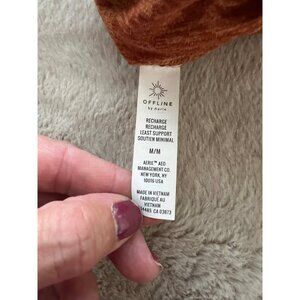 OFFLINE
by aerie
RECHARGE
RECHARGE
LEAST SUPPORT
SOUTIEN MINIMAL
M/M
AERIE™ AEO
MANAGEMENT CO.
NEW YORK, NY
10016 USA
MADE IN VIETNAM
FABRIQUÉ AU
VIETNAM
CA 03673